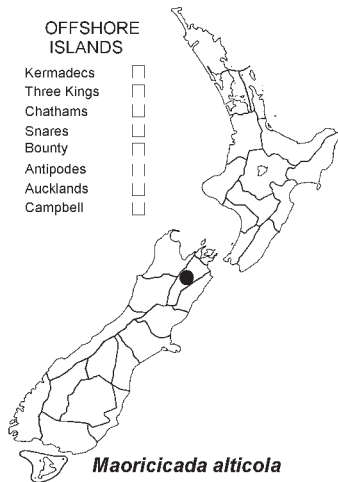 OFFSHORE
ISLANDS
Kermadecs
Three Kings
Chathams
Snares
Bounty
Antipodes
Aucklands
Campbell
Maoricicada alticola